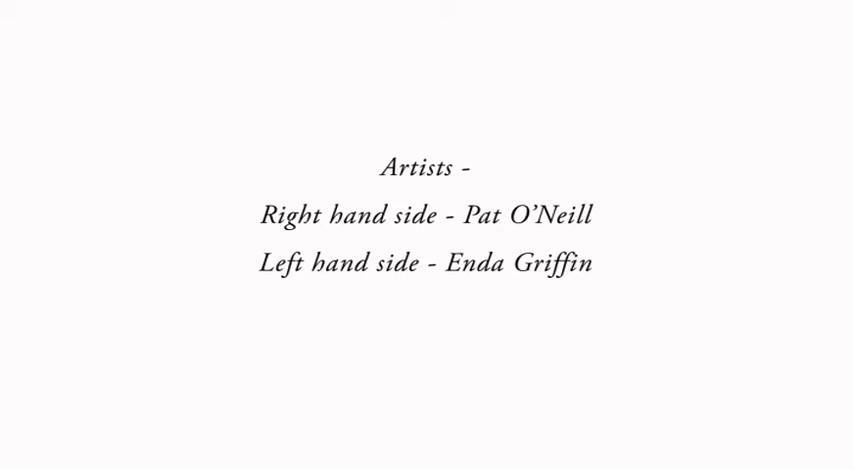 Artists -
Right hand side - Pat O’Neill
Left hand side - Enda Griffin